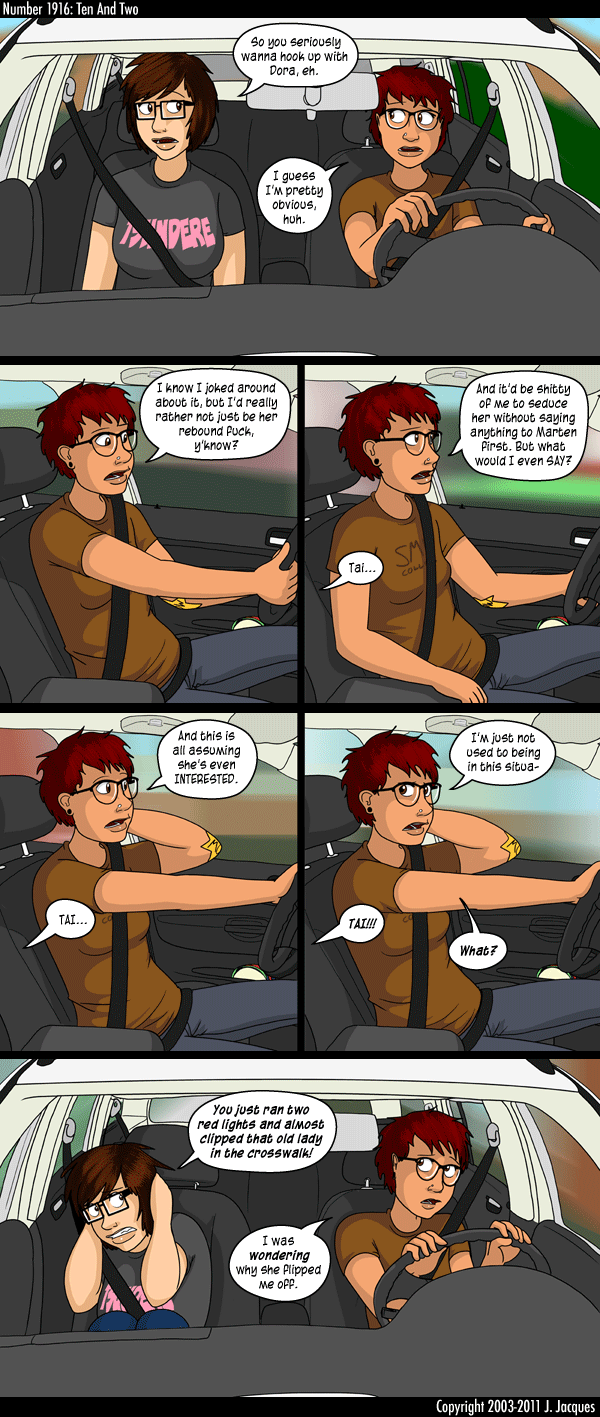 Number 1916: Ten And Two
So you seriously
wanna hook up with
Dora, eh.
I guess
I'm pretty
obvious,
huh.
TSUNDERE
I know I joked around
about it, but I'd really
rather not just be her
rebound fuck,
y'know?
And it'd be shitty
of me to seduce
her without saying
anything to Marten
first. But what
would I even SAY?
Tai...
SM
COLL
And this is
all assuming
she's even
INTERESTED.
TAI...
I'm just not
used to being
in this situa-
TAI!!!
What?
You just ran two
red lights and almost
clipped that old lady
in the crosswalk!
I was
wondering
why she flipped
me off.
TSUNDERE
Copyright 2003-2011 J. Jacques